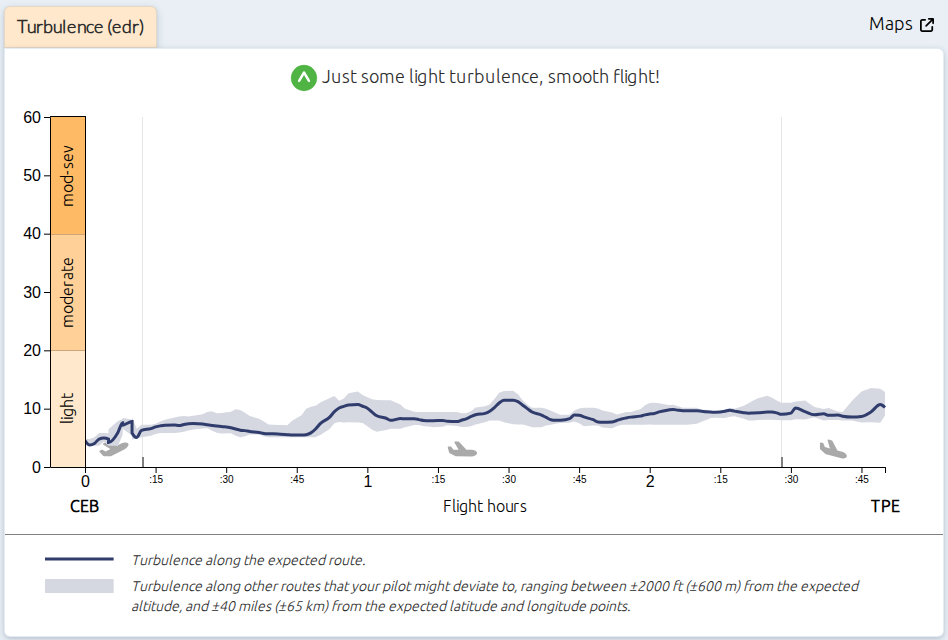 Turbulence (edr)
Maps
Just some light turbulence, smooth flight!
60
50
40
30
20
10
0
mod-sev
moderate
light
0 :15 :30 :45 1 :15 :30 :45 2 :15 :30 :45
CEB Flight hours TPE
Turbulence along the expected route.
Turbulence along other routes that your pilot might deviate to, ranging between ±2000 ft (±600 m) from the expected
altitude, and ±40 miles (±65 km) from the expected latitude and longitude points.